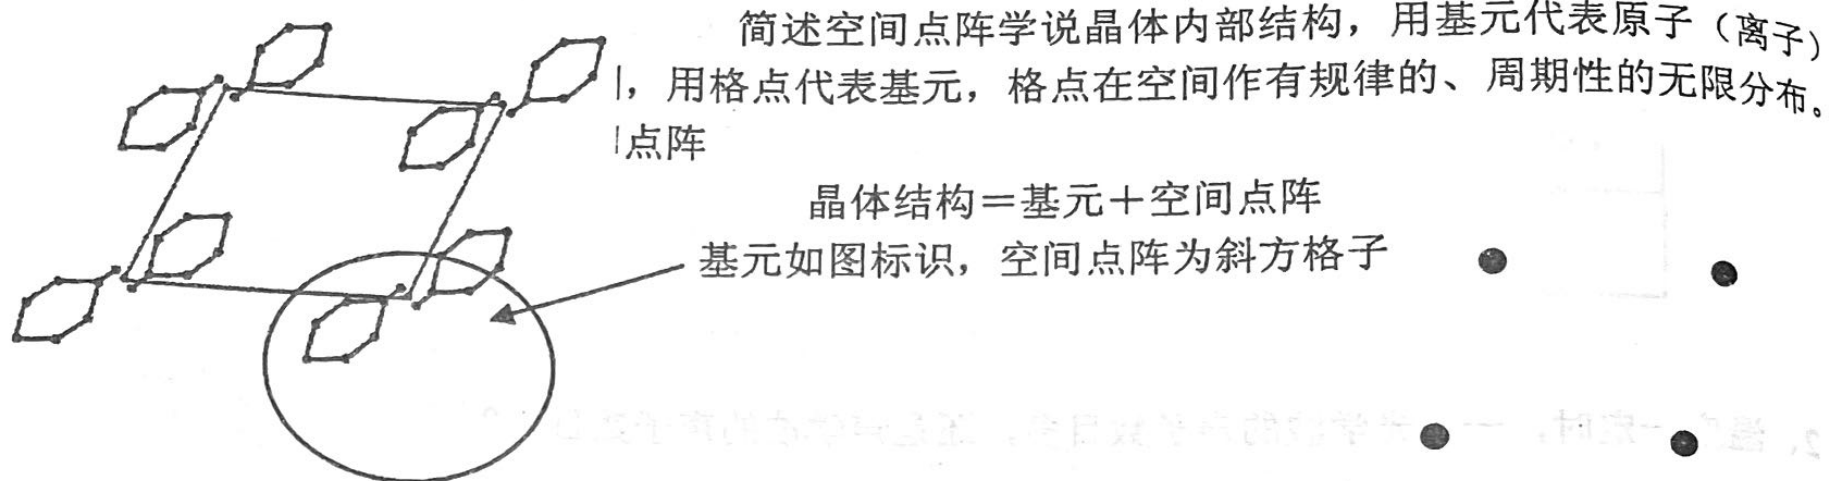 简述空间点阵学说晶体内部结构，用基元代表原子（离子）
，用格点代表基元，格点在空间作有规律的、周期性的无限分布。
点阵
晶体结构＝基元＋空间点阵
基元如图标识，空间点阵为斜方格子